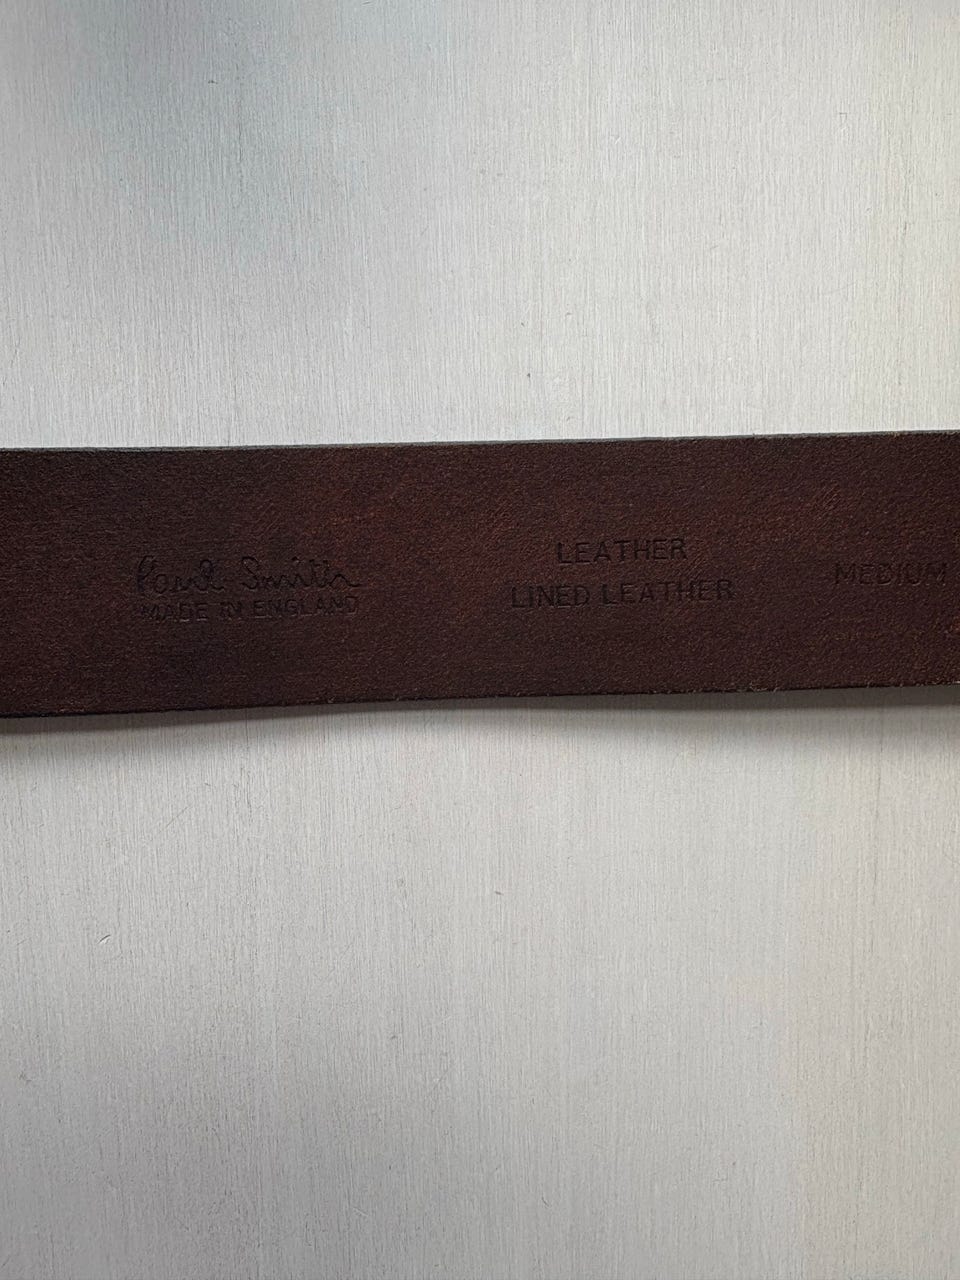 Paul Smith
MADE IN ENGLAND
LEATHER
LINED LEATHER
MEDIUM